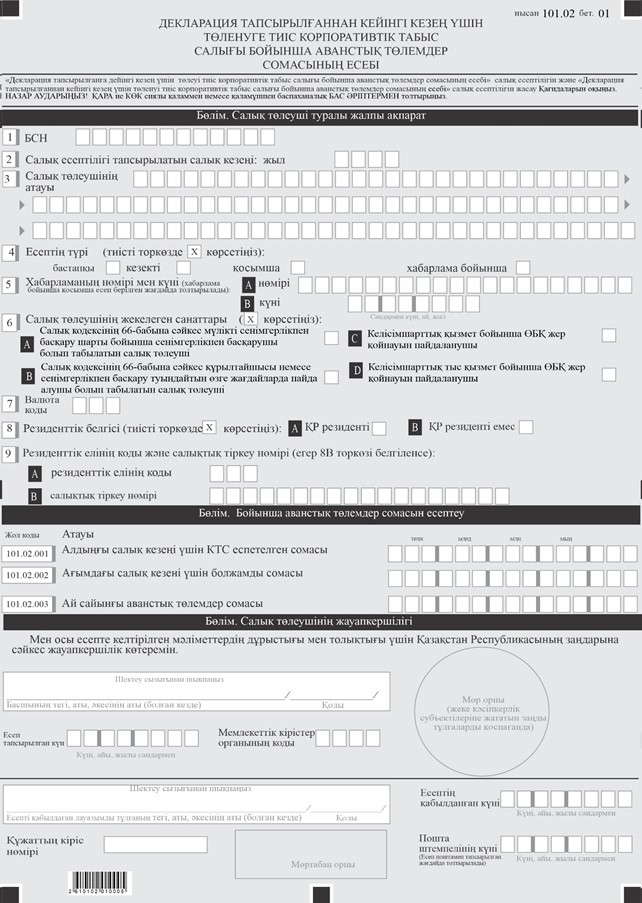 нысан 101.02 бет. 01
ДЕКЛАРАЦИЯ ТАПСЫРЫЛҒАННАН КЕЙІНГІ КЕЗЕҢ ҮШІН
ТӨЛЕНУГЕ ТИІС КОРПОРАТИВТІК ТАБЫС
САЛЫҒЫ БОЙЫНША АВАНСТЫҚ ТӨЛЕМДЕР
СОМАСЫНЫҢ ЕСЕБІ
«Декларация тапсырылғанға дейінгі кезең үшін төлеуі тиіс корпоративтік табыс салығы бойынша аванстық төлемдер сомасының есебі» салық есептілігін және «Декларация
тапсырылғаннан кейінгі кезең үшін төленуі тиіс корпоративтік табыс салығы бойынша аванстық төлемдер сомасының есебі» салық есептілігін жасау Қағидаларын оқыңыз.
НАЗАР АУДАРЫҢЫЗ! ҚАРА не КӨК сиялы қаламмен немесе қаламұшпен баспаханалық БАС ӘРІПТЕРМЕН толтырыңыз.
Бөлім. Салық төлеуші туралы жалпы ақпарат
1 БСН
2 Салық есептілігі тапсырылатын салық кезеңі: жыл
3 Салық төлеушінің
атауы
4 Есептің түрі (тиісті торкөзде X көрсетіңіз):
бастапқы кезекті қосымша хабарлама бойынша
5 Хабарламаның нөмірі мен күні (хабарлама
бойынша қосымша есеп берілген жағдайда толтырылады):
A нөмірі
B күні
Сандармен күні, ай, жыл
6 Салық төлеушінің жекелеген санаттары ( X көрсетіңіз):
A Салық кодексінің 66-бабына сәйкес мүлікті сенімгерлікпен
басқару шарты бойынша сенімгерлікпен басқарушы
болып табылатын салық төлеуші
C Келісімшарттық қызмет бойынша ӨБҚ жер
қойнауын пайдаланушы
B Салық кодексінің 66-бабына сәйкес құрылтайшысы немесе
сенімгерлікпен басқару туындайтын өзге жағдайларда пайда
алушы болып табылатын салық төлеуші
D Келісімшарттық тыс қызмет бойынша ӨБҚ жер
қойнауын пайдаланушы
7 Валюта
коды
8 Резиденттік белгісі (тиісті торкөзде X көрсетіңіз): A ҚР резиденті B ҚР резиденті емес
9 Резиденттік елінің коды және салықтық тіркеу нөмірі (егер 8В торкөзі белгіленсе):
A резиденттік елінің коды
B салықтық тіркеу нөмірі
Бөлім. Бойынша аванстық төлемдер сомасын есептеу
Жол коды Атауы трлн млрд млн мың
101.02.001 Алдыңғы салық кезеңі үшін КТС еспетелген сомасы
101.02.002 Ағымдағы салық кезені үшін болжамды сомасы
101.02.003 Ай сайынғы аванстық төлемдер сомасы
Бөлім. Салық төлеушінің жауапкершілігі
Мен осы есепте келтірілген мәліметтердің дұрыстығы мен толықтығы үшін Қазақстан Республикасының заңдарына
сәйкес жауапкершілік көтеремін.
Шектеу сызығынан шықпаңыз
/ /
Басшының тегі, аты, әкесінің аты (болған кезде) Қолы
Мөр орны
(жеке кәсіпкерлік
субъектілеріне жататын заңды
тұлғаларды қоспағанда)
Есеп
тапсырылған күн
Күні, айы, жылы сандармен
Мемлекеттік кірістер
органының коды
Шектеу сызығынан шықпаңыз
/ /
Есепті қабылдаған лауазымды тұлғаның тегі, аты, әкесінің аты (болған кезде) Қолы
Есептің
қабылданған күні
Күні, айы, жылы сандармен
Құжаттың кіріс
нөмірі
Мөртабан орны
Пошта
штемпелінің күні
(Есеп поштамен тапсырылған
жағдайда толтырылады)
Күні, айы, жылы сандармен
2610102010005